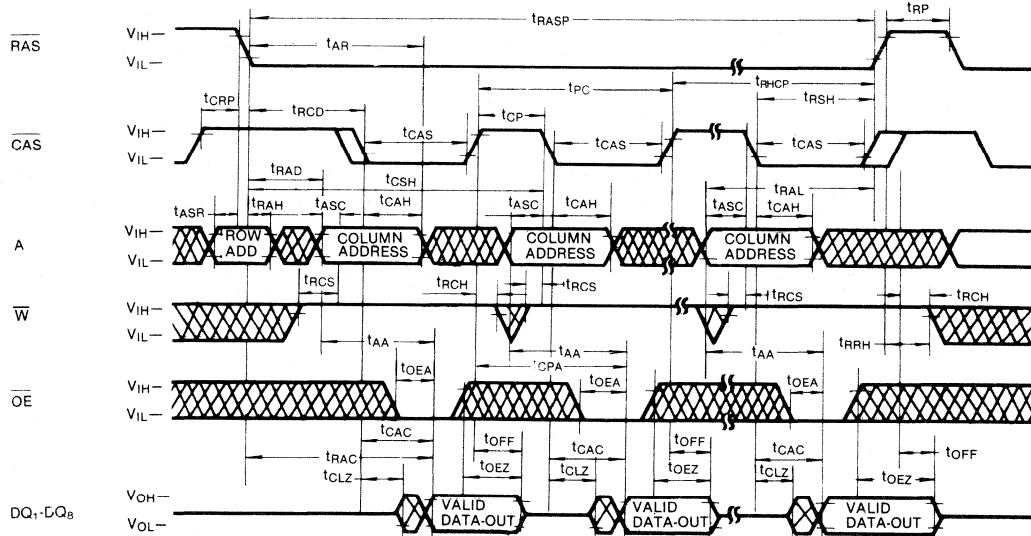 tRASP tRP
RAS VIH tAR
VIL
tCRP tRCD tPC tRHCP
tCP tRSH
CAS VIH tCAS tCAS tCAS
VIL
tRAD tCSH tRAL
tASR tRAH tASC tCAH tASC tCAH tASC tCAH
A VIH ROW ADD COLUMN ADDRESS COLUMN ADDRESS COLUMN ADDRESS
VIL
tRCS tRCH tRCS tRCS tRCH
W VIH
VIL tAA tAA tAA tRRH
tOEA tCPA tOEA tOEA
OE VIH
VIL
tCAC tOFF tCAC tOFF tCAC tOFF
tRAC
tCLZ tOEZ tCLZ tOEZ tCLZ tOEZ
DQ1-DQ8 VOH VALID DATA-OUT VALID DATA-OUT VALID DATA-OUT
VOL